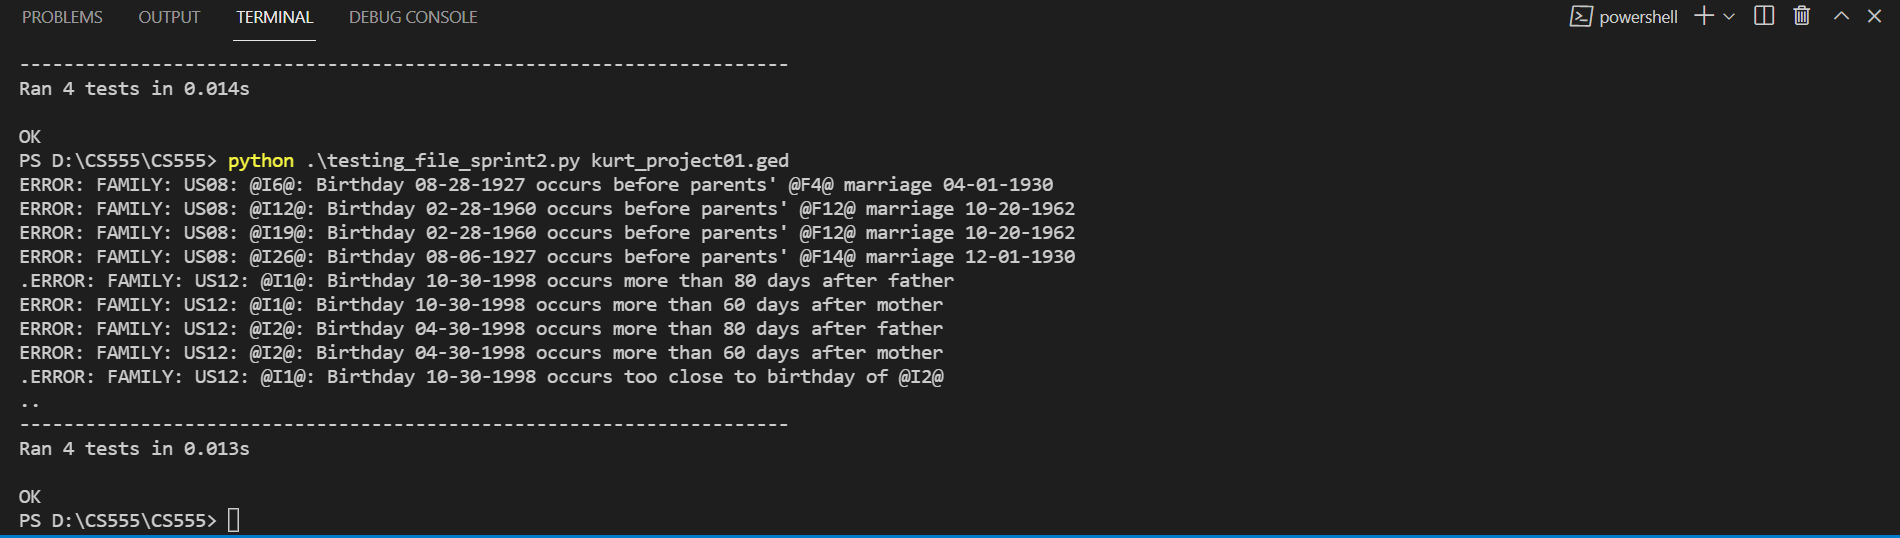 PROBLEMS OUTPUT TERMINAL DEBUG CONSOLE powershell
----------------------------------------------------------------------
Ran 4 tests in 0.014s
OK
PS D:\CS555\CS555> python .\testing_file_sprint2.py kurt_project01.ged
ERROR: FAMILY: US08: @I6@: Birthday 08-28-1927 occurs before parents' @F4@ marriage 04-01-1930
ERROR: FAMILY: US08: @I12@: Birthday 02-28-1960 occurs before parents' @F12@ marriage 10-20-1962
ERROR: FAMILY: US08: @I19@: Birthday 02-28-1960 occurs before parents' @F12@ marriage 10-20-1962
ERROR: FAMILY: US08: @I26@: Birthday 08-06-1927 occurs before parents' @F14@ marriage 12-01-1930
.ERROR: FAMILY: US12: @I1@: Birthday 10-30-1998 occurs more than 80 days after father
ERROR: FAMILY: US12: @I1@: Birthday 10-30-1998 occurs more than 60 days after mother
ERROR: FAMILY: US12: @I2@: Birthday 04-30-1998 occurs more than 80 days after father
ERROR: FAMILY: US12: @I2@: Birthday 04-30-1998 occurs more than 60 days after mother
.ERROR: FAMILY: US12: @I1@: Birthday 10-30-1998 occurs too close to birthday of @I2@
..
----------------------------------------------------------------------
Ran 4 tests in 0.013s
OK
PS D:\CS555\CS555>